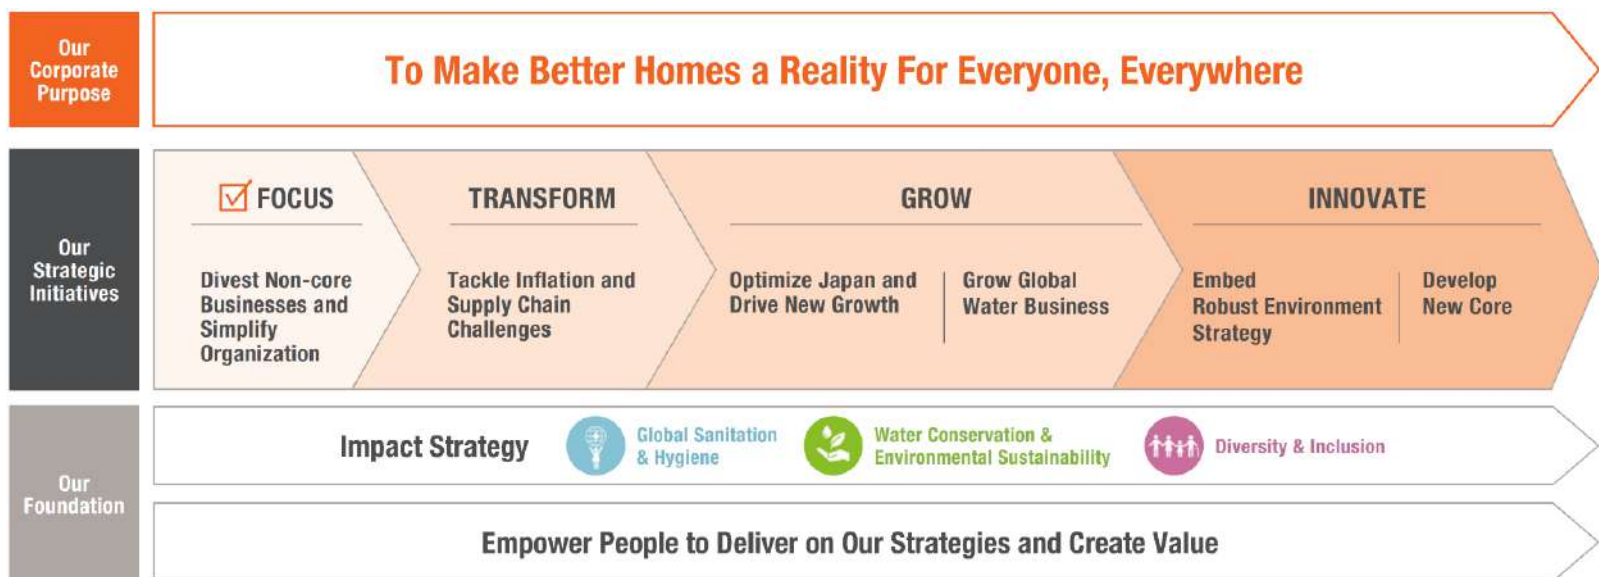 Our
Corporate
Purpose
To Make Better Homes a Reality For Everyone, Everywhere
Our
Strategic
Initiatives
FOCUS
Divest Non-core
Businesses and
Simplify
Organization
TRANSFORM
Tackle Inflation and
Supply Chain
Challenges
GROW
Optimize Japan and
Drive New Growth
Grow Global
Water Business
INNOVATE
Embed
Robust Environment
Strategy
Develop
New Core
Our
Foundation
Impact Strategy
Global Sanitation
& Hygiene
Water Conservation &
Environmental Sustainability
Diversity & Inclusion
Empower People to Deliver on Our Strategies and Create Value